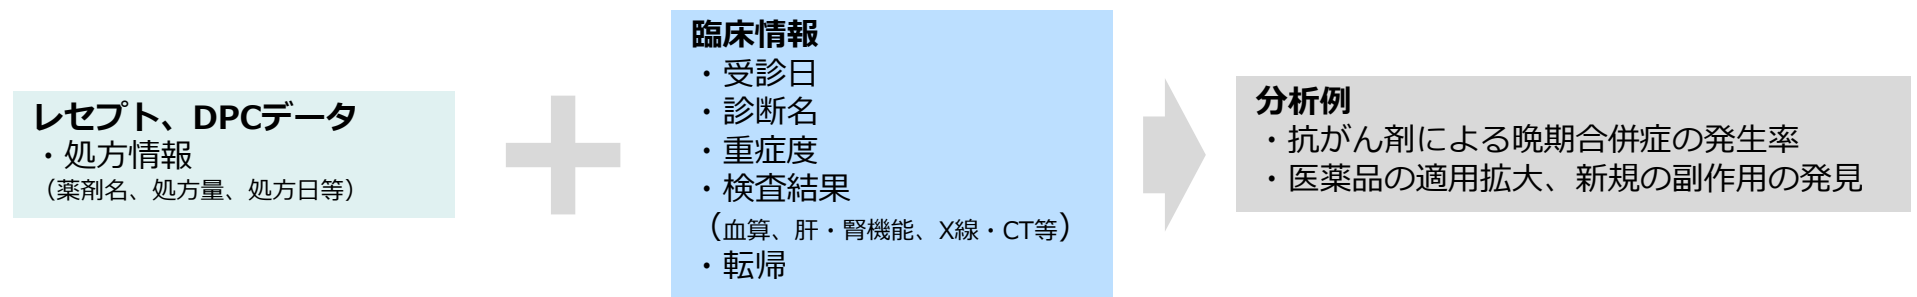 レセプト、DPCデータ
・処方情報
（薬剤名、処方量、処方日等）
臨床情報
・受診日
・診断名
・重症度
・検査結果
（血算、肝・腎機能、X線・CT等）
・転帰
分析例
・抗がん剤による晩期合併症の発生率
・医薬品の適用拡大、新規の副作用の発見